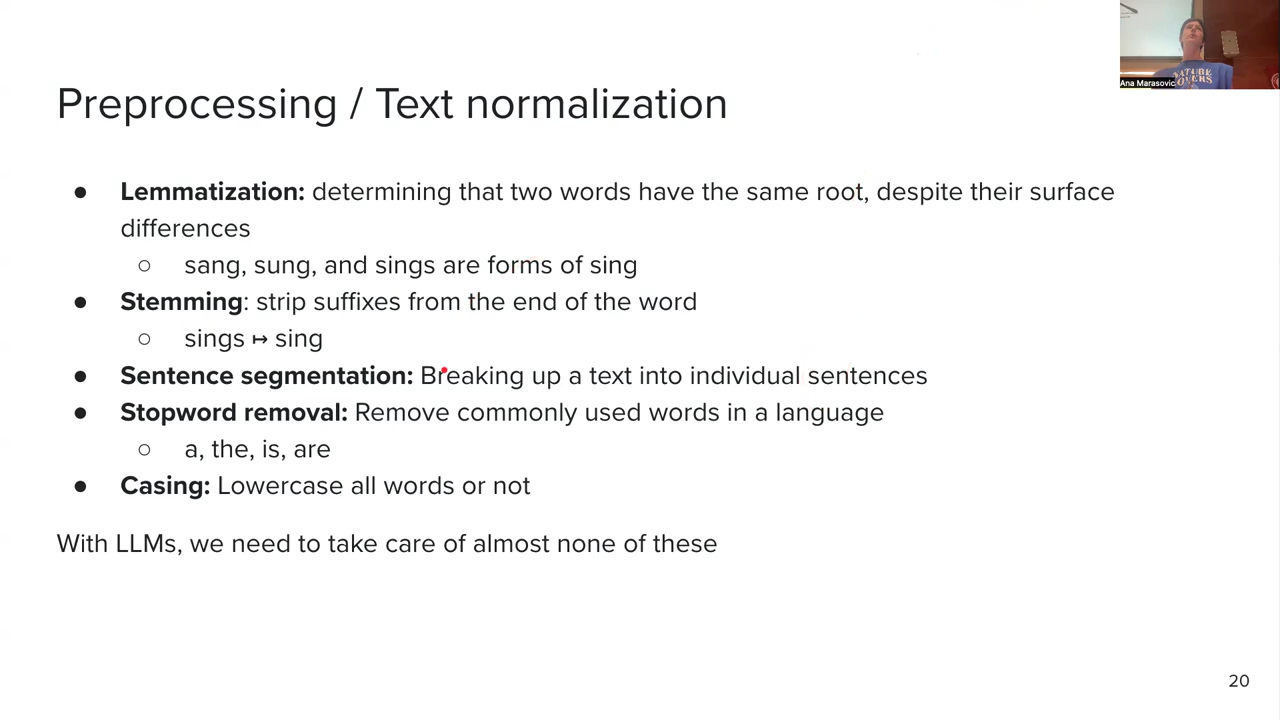 Ana Marasovic
NATURE
LOVERS
Preprocessing / Text normalization
● Lemmatization: determining that two words have the same root, despite their surface
differences
○ sang, sung, and sings are forms of sing
● Stemming: strip suffixes from the end of the word
○ sings ↦ sing
● Sentence segmentation: Breaking up a text into individual sentences
● Stopword removal: Remove commonly used words in a language
○ a, the, is, are
● Casing: Lowercase all words or not
With LLMs, we need to take care of almost none of these
20